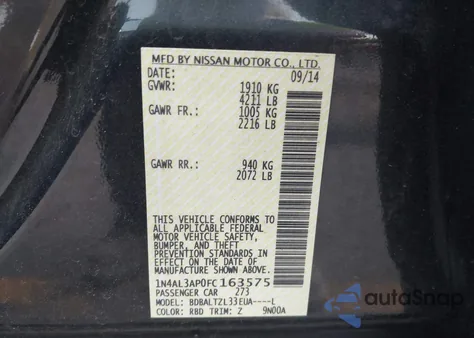 MFD BY NISSAN MOTOR CO., LTD.
DATE: 09/14
GVWR: 1910 KG
4211 LB
GAWR FR.: 1005 KG
2216 LB
GAWR RR.: 940 KG
2072 LB
THIS VEHICLE CONFORMS TO
ALL APPLICABLE FEDERAL
MOTOR VEHICLE SAFETY,
BUMPER, AND THEFT
PREVENTION STANDARDS IN
EFFECT ON THE DATE OF
MANUFACTURE SHOWN ABOVE.
1N4AL3AP0FC163575
PASSENGER CAR 273
MODEL: BDBALTZL33EUA----L
COLOR: RBD TRIM: Z 9N00A
autoSnap